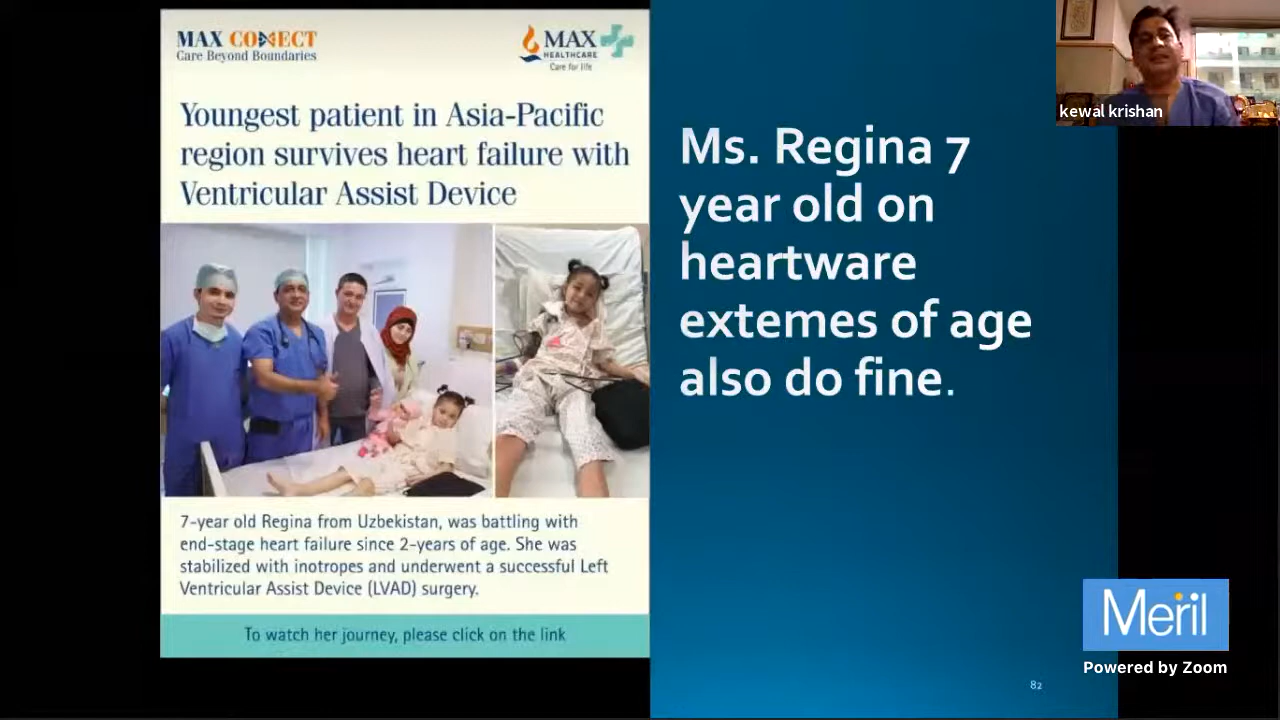 MAX CONNECT
Care Beyond Boundaries
MAX
HEALTHCARE
Care for life
Youngest patient in Asia-Pacific
region survives heart failure with
Ventricular Assist Device
7-year old Regina from Uzbekistan, was battling with
end-stage heart failure since 2-years of age. She was
stabilized with inotropes and underwent a successful Left
Ventricular Assist Device (LVAD) surgery.
To watch her journey, please click on the link
Ms. Regina 7
year old on
heartware
extemes of age
also do fine.
82
kewal krishan
Meril
Powered by Zoom